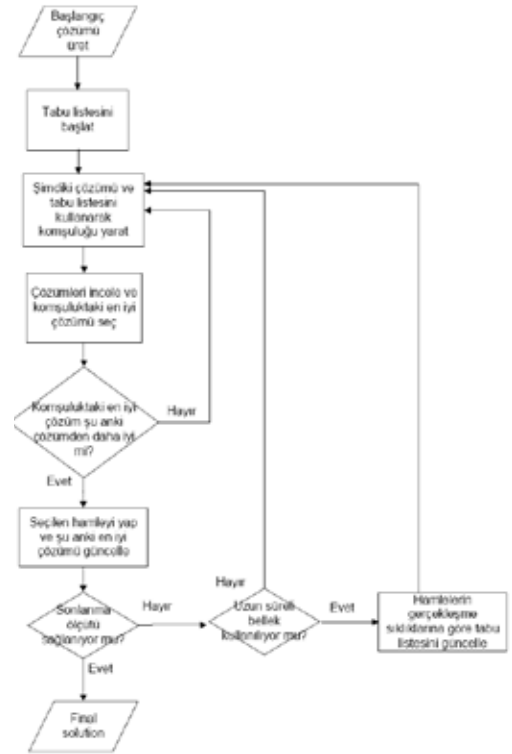 Başlangıç
çözümü
üret
Tabu listesini
başlat
Şimdiki çözümü ve
tabu listesini
kullanarak
komşuluğu yarat
Çözümleri incele ve
komşuluktaki en iyi
çözümü seç
Komşuluktaki en iyi
çözüm şu anki
çözümden daha iyi
mi?
Hayır
Evet
Seçilen hamleyi yap
ve şu anki en iyi
çözümü güncelle
Sonlanma
ölçütü
sağlanıyor mu?
Hayır
Evet
Uzun süreli
bellek
kullanılıyor mu?
Hayır
Evet
Hamlelerin
gerçekleşme
sıklıklarına göre tabu
listesini güncelle
Final
solution